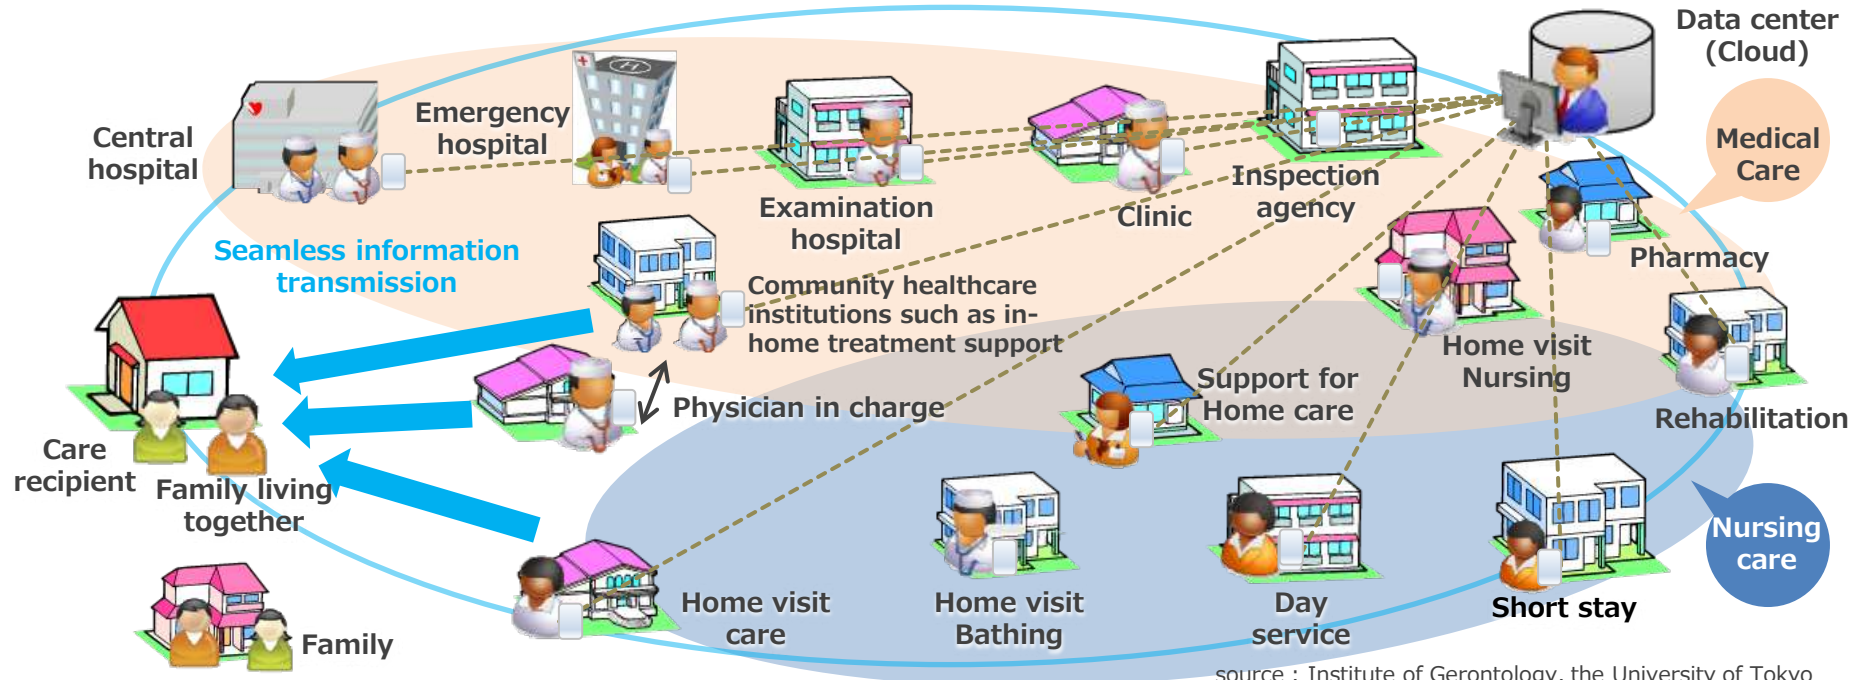 Data center
(Cloud)
Emergency
hospital
Central
hospital
Medical
Care
Examination
hospital
Clinic
Inspection
agency
Seamless information
transmission
Pharmacy
Community healthcare
institutions such as in-
home treatment support
Home visit
Nursing
Support for
Home care
Physician in charge
Rehabilitation
Care
recipient
Family living
together
Nursing
care
Home visit
care
Home visit
Bathing
Day
service
Short stay
Family
source : Institute of Gerontology, the University of Tokyo